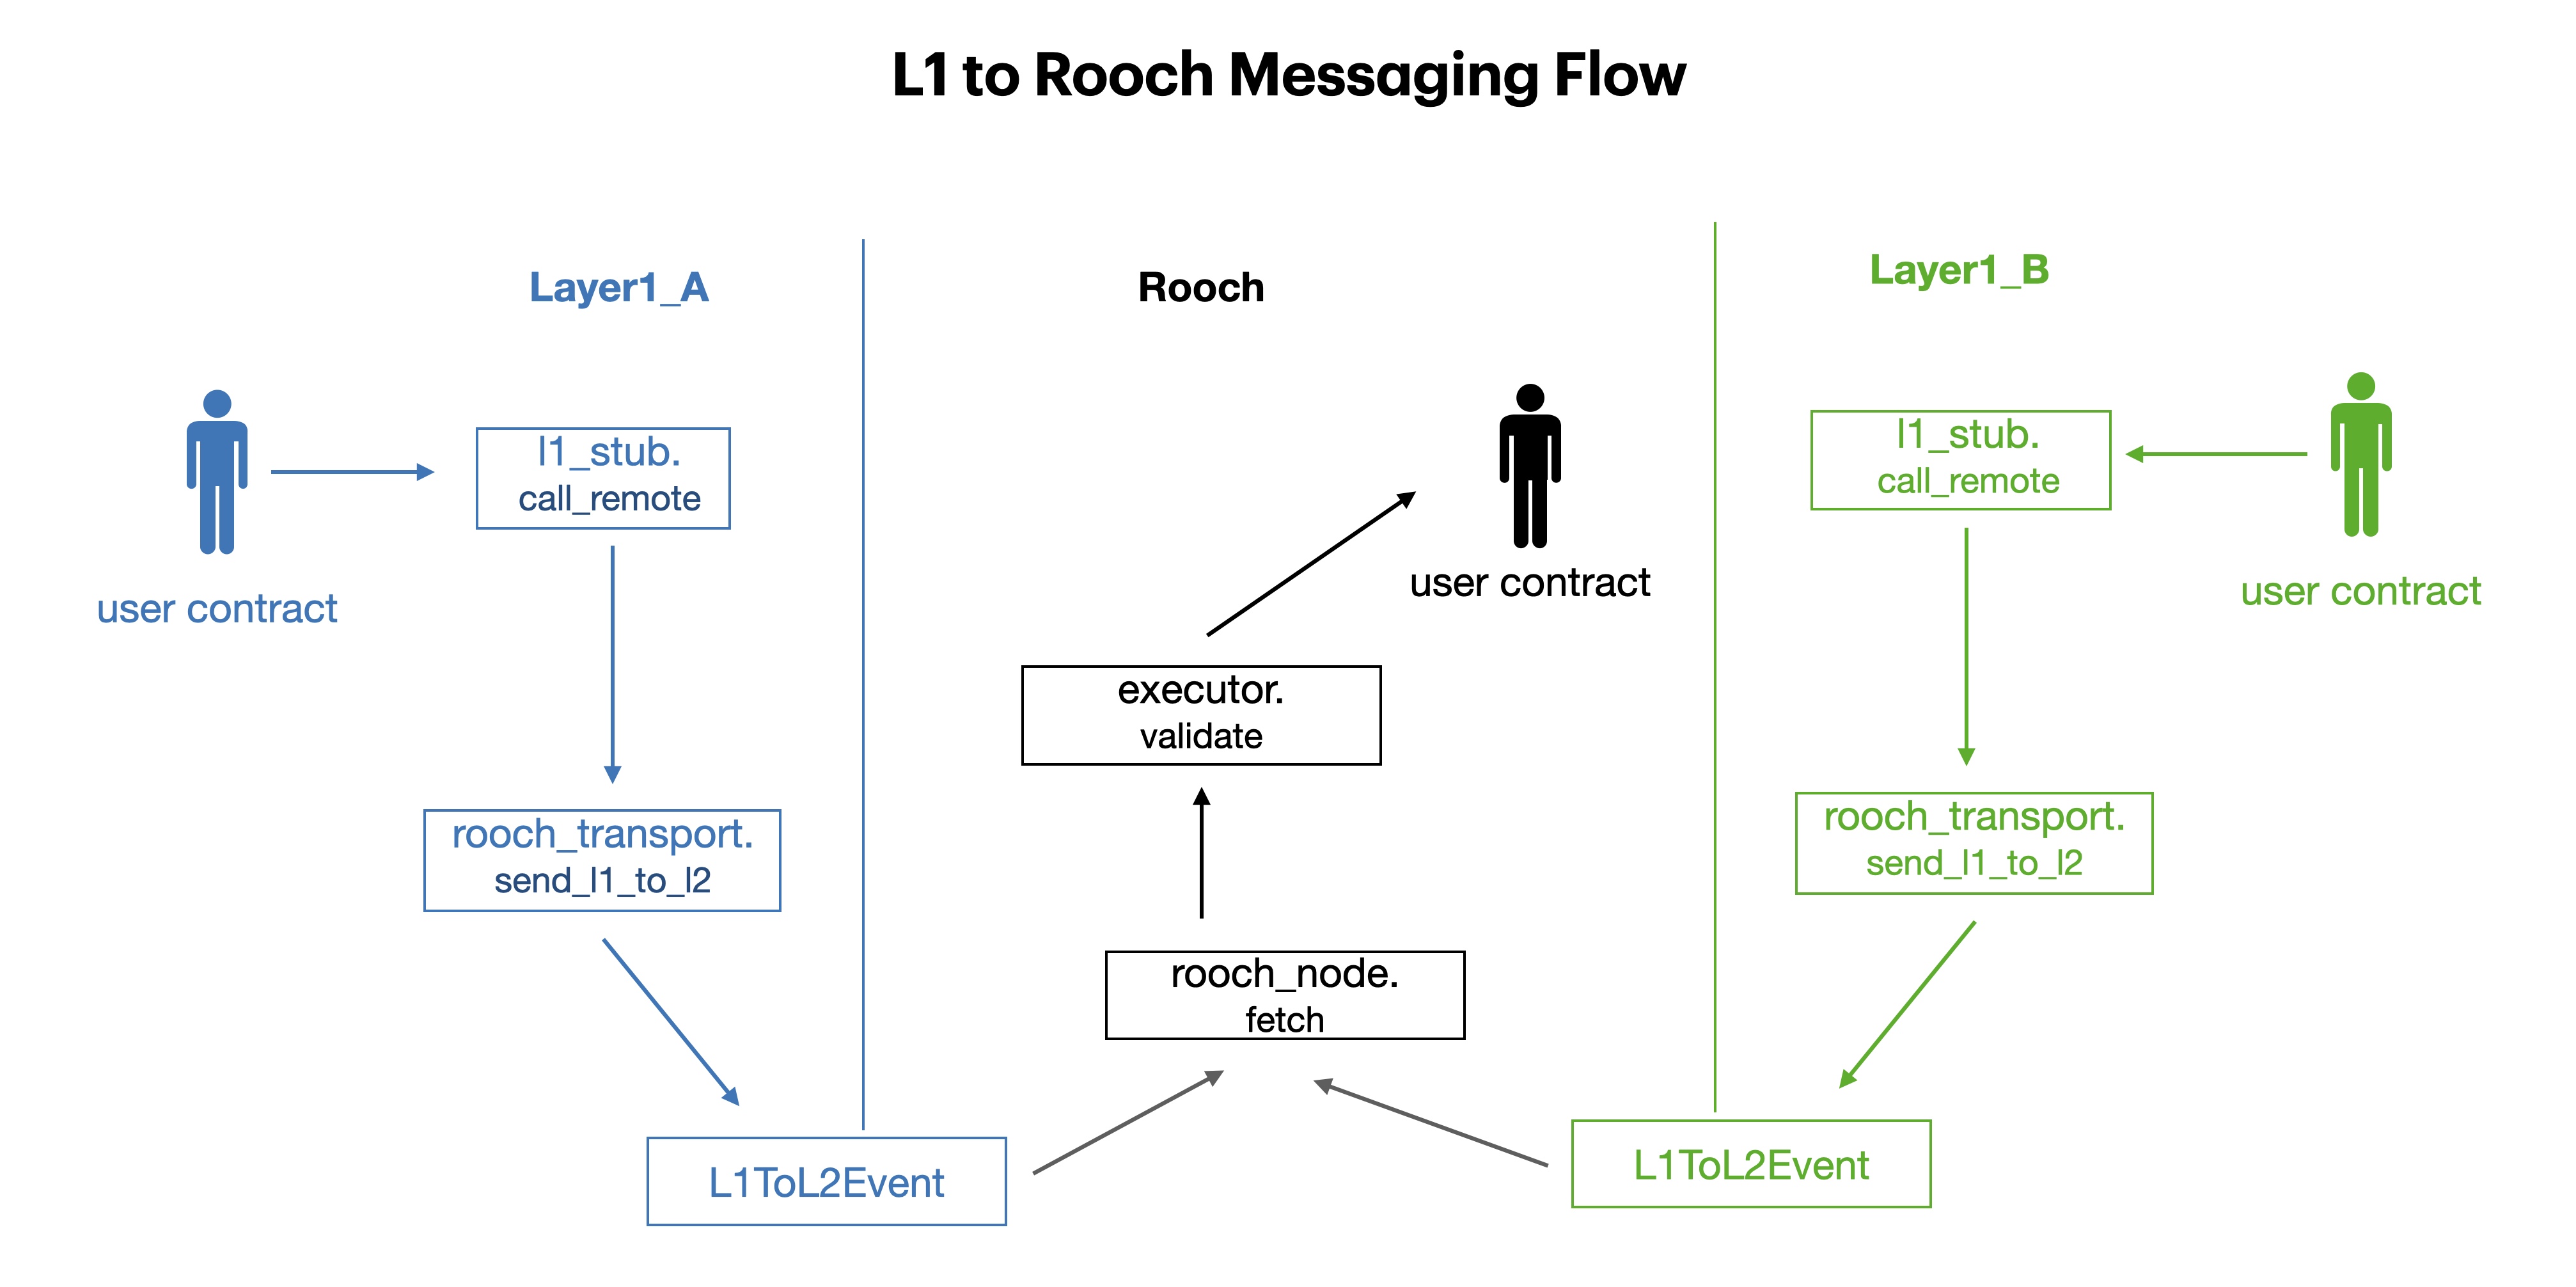 L1 to Rooch Messaging Flow
Layer1_A
l1_stub.
call_remote
user contract
rooch_transport.
send_l1_to_l2
L1ToL2Event
Rooch
user contract
executor.
validate
rooch_node.
fetch
Layer1_B
l1_stub.
call_remote
user contract
rooch_transport.
send_l1_to_l2
L1ToL2Event